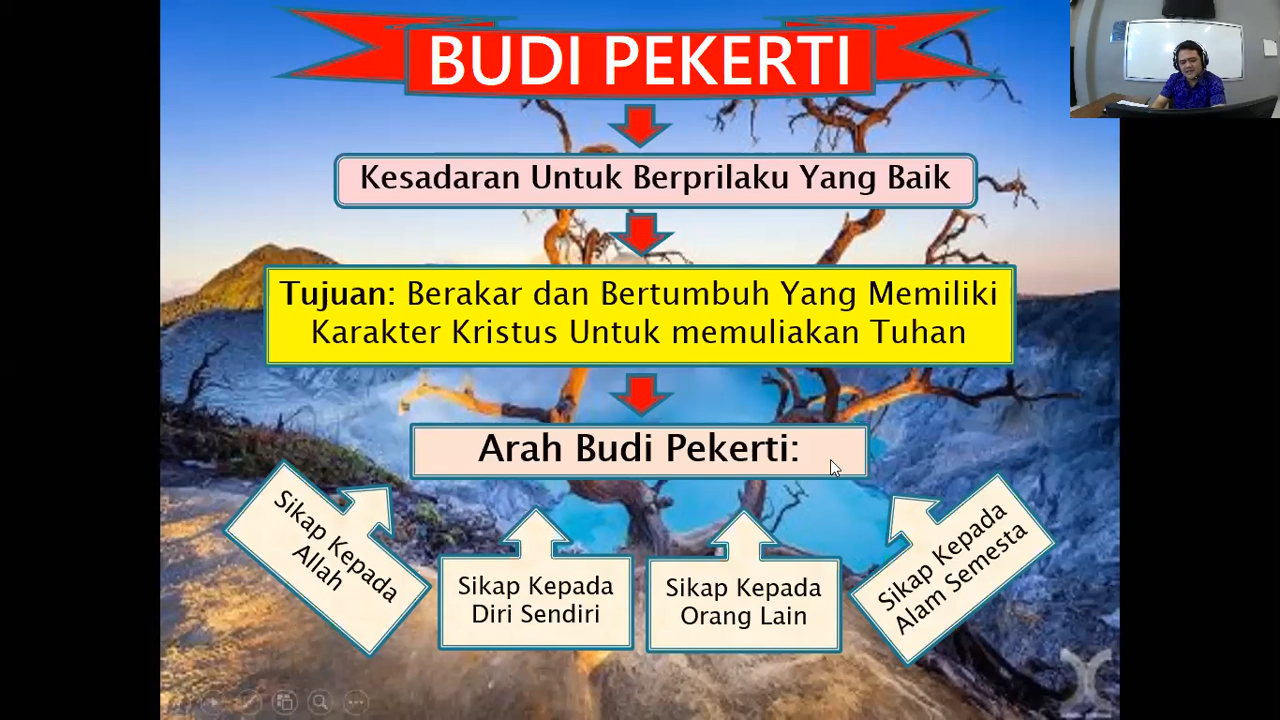 BUDI PEKERTI
Kesadaran Untuk Berprilaku Yang Baik
Tujuan: Berakar dan Bertumbuh Yang Memiliki
Karakter Kristus Untuk memuliakan Tuhan
Arah Budi Pekerti:
Sikap Kepada
Allah
Sikap Kepada
Diri Sendiri
Sikap Kepada
Orang Lain
Sikap Kepada
Alam Semesta